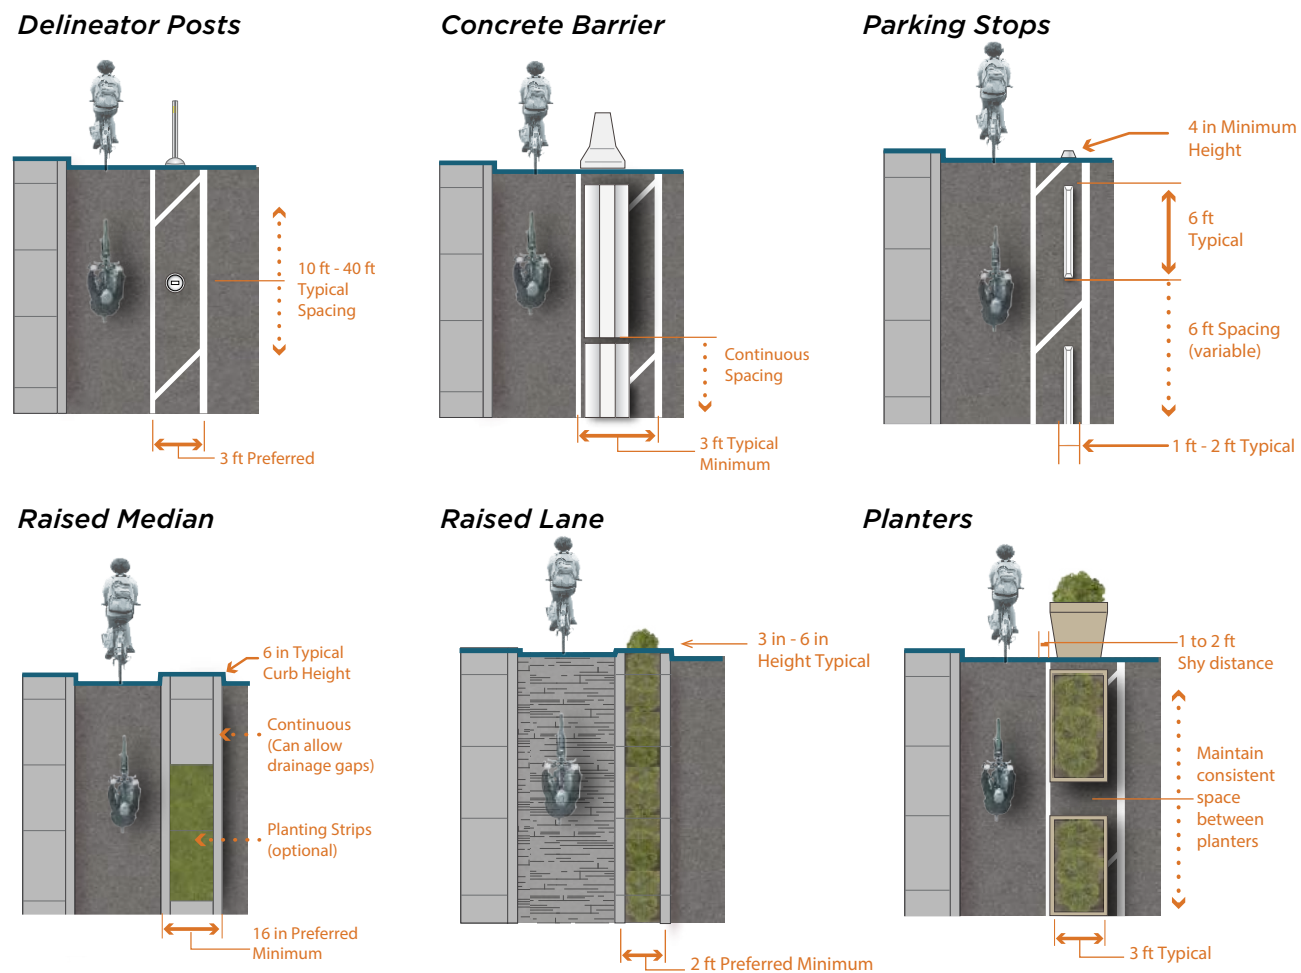 Delineator Posts
10 ft - 40 ft
Typical
Spacing
3 ft Preferred
Concrete Barrier
Continuous
Spacing
3 ft Typical
Minimum
Parking Stops
4 in Minimum
Height
6 ft
Typical
6 ft Spacing
(variable)
1 ft - 2 ft Typical
Raised Median
6 in Typical
Curb Height
Continuous
(Can allow
drainage gaps)
Planting Strips
(optional)
16 in Preferred
Minimum
Raised Lane
3 in - 6 in
Height Typical
2 ft Preferred Minimum
Planters
1 to 2 ft
Shy distance
Maintain
consistent
space
between
planters
3 ft Typical